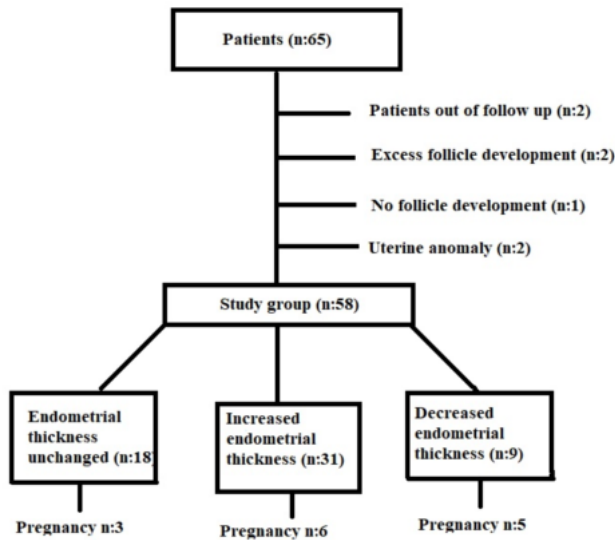 Patients (n:65)
Patients out of follow up (n:2)
Excess follicle development (n:2)
No follicle development (n:1)
Uterine anomaly (n:2)
Study group (n:58)
Endometrial
thickness
unchanged (n:18)
Increased
endometrial
thickness (n:31)
Decreased
endometrial
thickness (n:9)
Pregnancy n:3
Pregnancy n:6
Pregnancy n:5